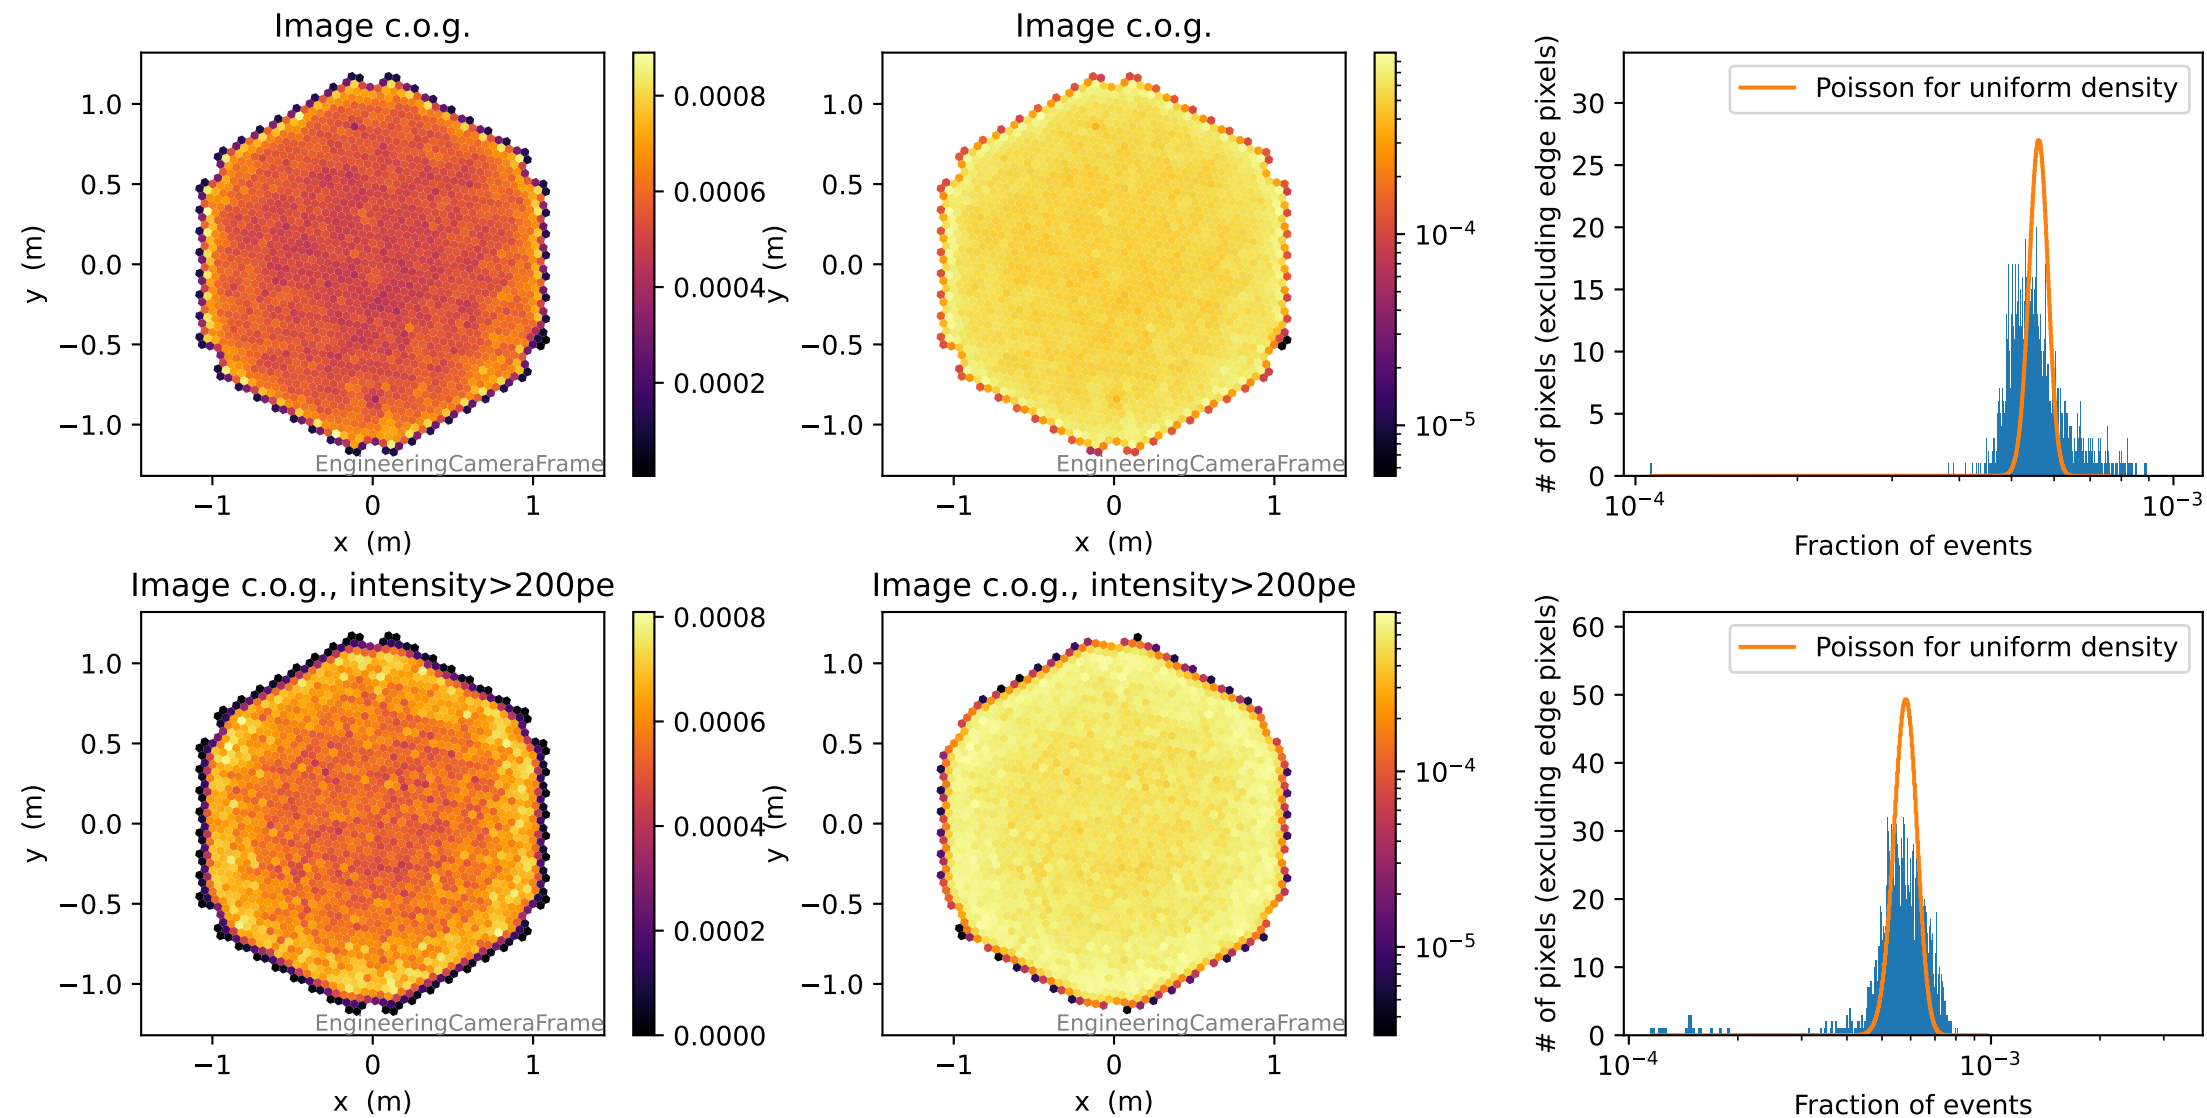 Image c.o.g.
Image c.o.g.
1.0
0.5
0.0
−0.5
−1.0
y (m)
−1
0
1
x (m)
EngineeringCameraFrame
0.0008
0.0006
0.0004
0.0002
1.0
0.5
0.0
−0.5
−1.0
y (m)
−1
0
1
x (m)
EngineeringCameraFrame
10⁻⁴
10⁻⁵
Poisson for uniform density
# of pixels (excluding edge pixels)
30
25
20
15
10
5
0
10⁻⁴
10⁻³
Fraction of events
Image c.o.g., intensity>200pe
Image c.o.g., intensity>200pe
1.0
0.5
0.0
−0.5
−1.0
y (m)
−1
0
1
x (m)
EngineeringCameraFrame
0.0008
0.0006
0.0004
0.0002
0.0000
1.0
0.5
0.0
−0.5
−1.0
y (m)
−1
0
1
x (m)
EngineeringCameraFrame
10⁻⁴
10⁻⁵
Poisson for uniform density
# of pixels (excluding edge pixels)
60
50
40
30
20
10
0
10⁻⁴
10⁻³
Fraction of events